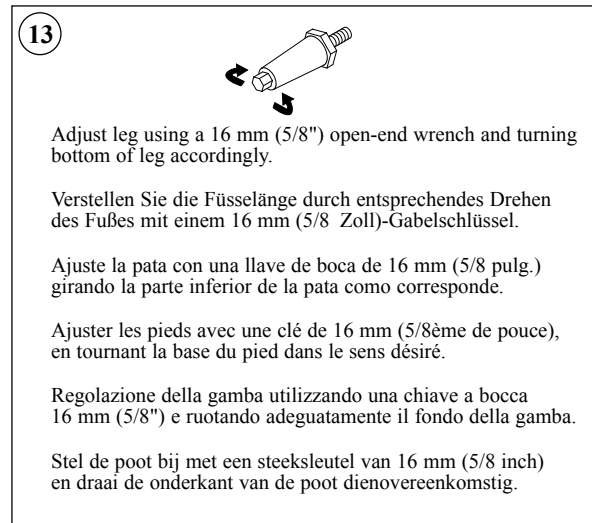 13
Adjust leg using a 16 mm (5/8") open-end wrench and turning
bottom of leg accordingly.
Verstellen Sie die Füsselänge durch entsprechendes Drehen
des Fußes mit einem 16 mm (5/8  Zoll)-Gabelschlüssel.
Ajuste la pata con una llave de boca de 16 mm (5/8 pulg.)
girando la parte inferior de la pata como corresponde.
Ajuster les pieds avec une clé de 16 mm (5/8ème de pouce),
en tournant la base du pied dans le sens désiré.
Regolazione della gamba utilizzando una chiave a bocca
16 mm (5/8") e ruotando adeguatamente il fondo della gamba.
Stel de poot bij met een steeksleutel van 16 mm (5/8 inch)
en draai de onderkant van de poot dienovereenkomstig.